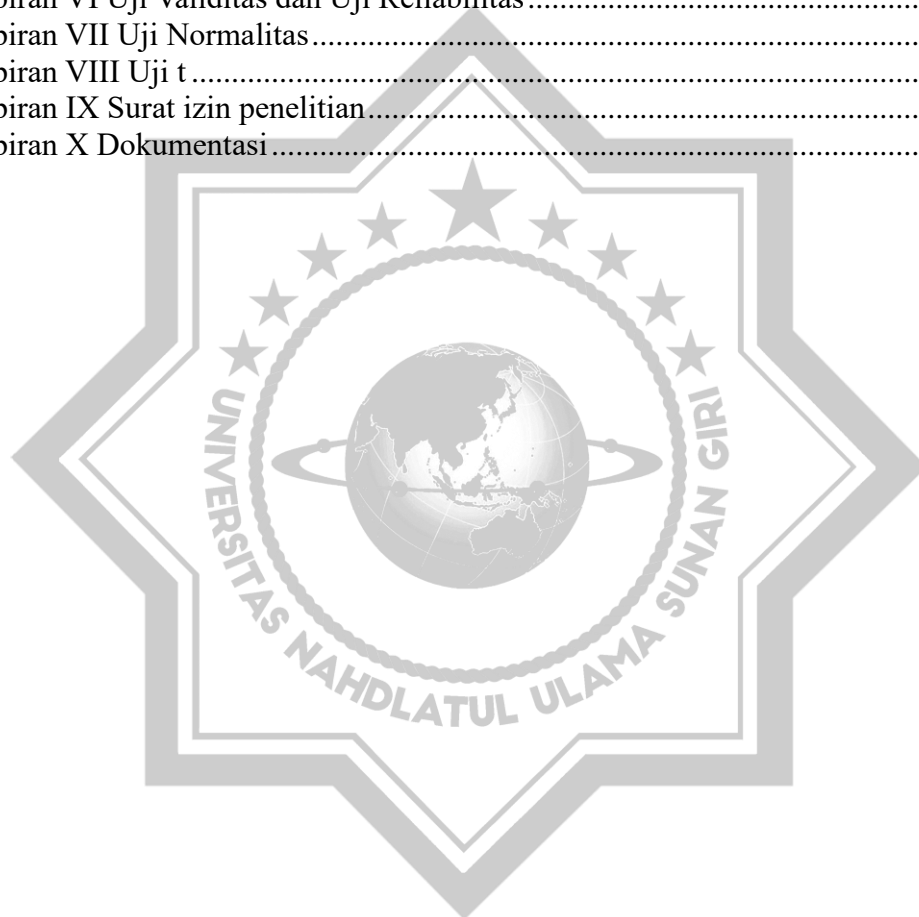 piran VI Uji Validitas dan Uji Reliabilitas................................................
piran VII Uji Normalitas...........................................................................
piran VIII Uji t..........................................................................................
piran IX Surat izin penelitian....................................................................
piran X Dokumentasi................................................................................
UNIVERSITAS NAHDLATUL ULAMA SUNAN GIRI